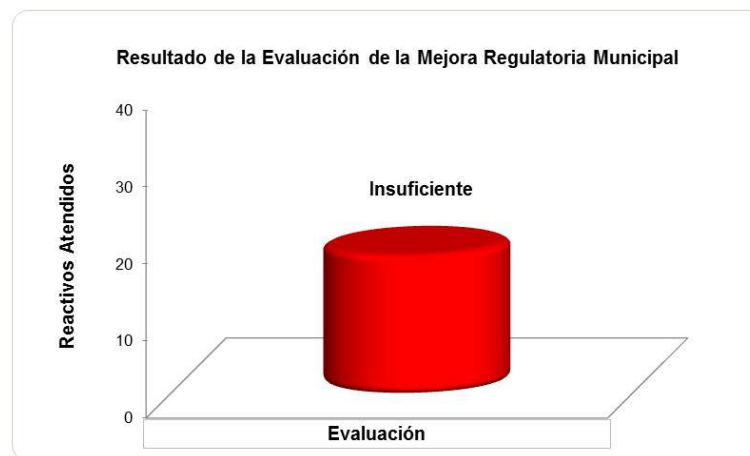 Resultado de la Evaluación de la Mejora Regulatoria Municipal
Reactivos Atendidos
40
30
20
10
0
Insuficiente
Evaluación